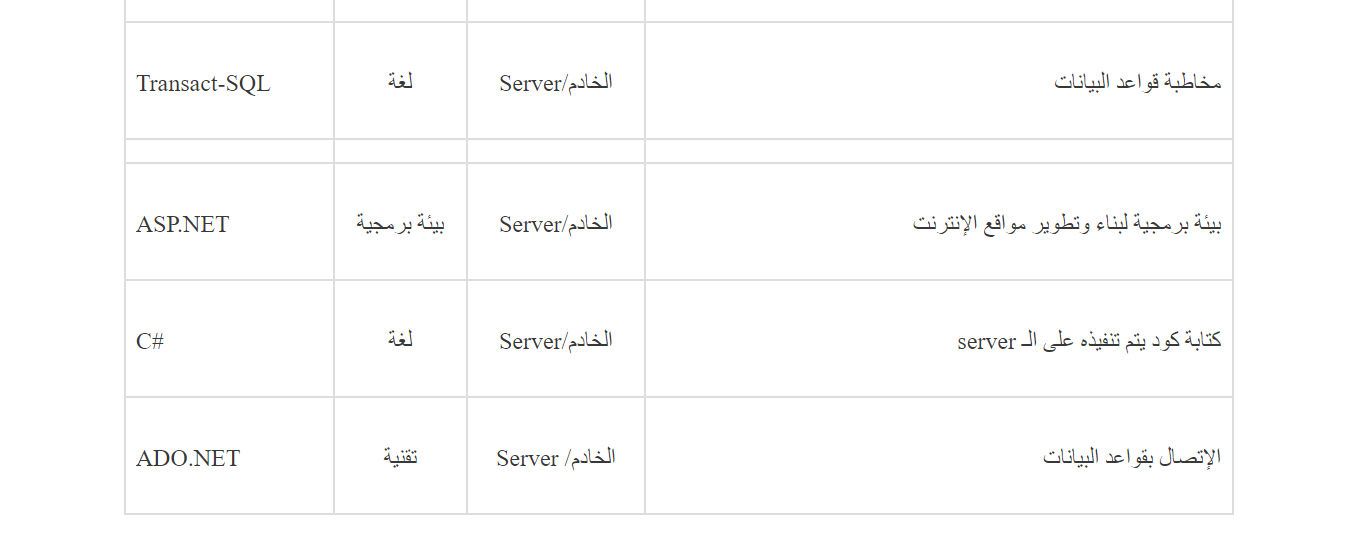 Transact-SQL
لغة
الخادم/Server
مخاطبة قواعد البيانات
ASP.NET
بيئة برمجية
الخادم/Server
بيئة برمجية لبناء وتطوير مواقع الإنترنت
C#
لغة
الخادم/Server
كتابة كود يتم تنفيذه على الـ server
ADO.NET
تقنية
الخادم/ Server
الإتصال بقواعد البيانات